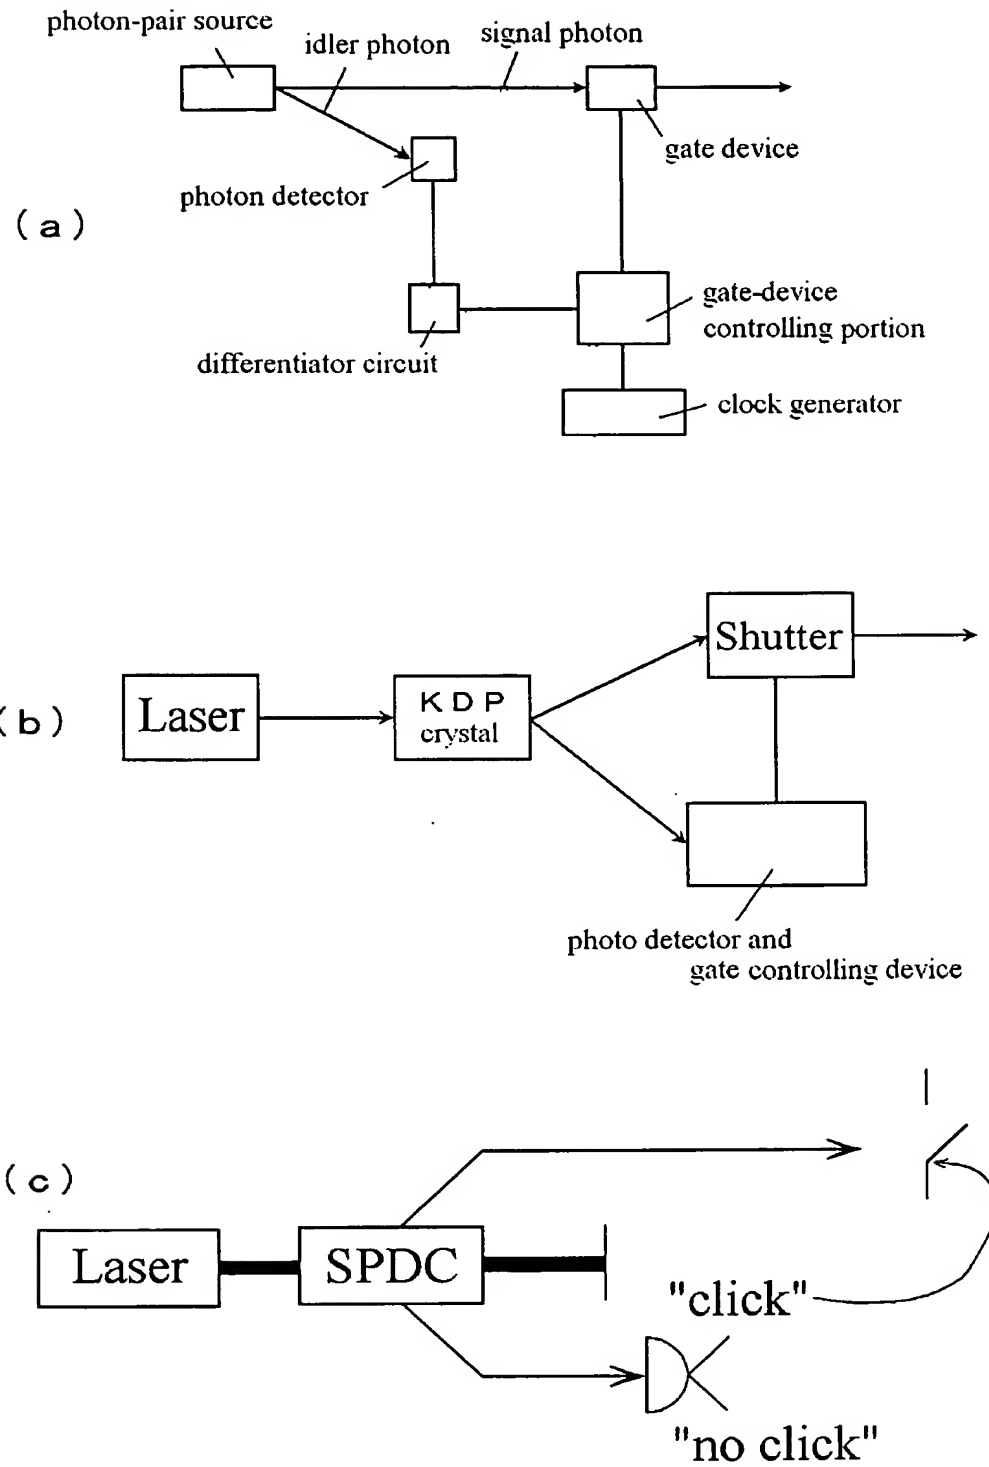 photon-pair source
idler photon
signal photon
gate device
photon detector
(a)
gate-device
controlling portion
differentiator circuit
clock generator
Shutter
(b)
Laser
KDP
crystal
photo detector and
gate controlling device
(c)
Laser
SPDC
"click"
"no click"